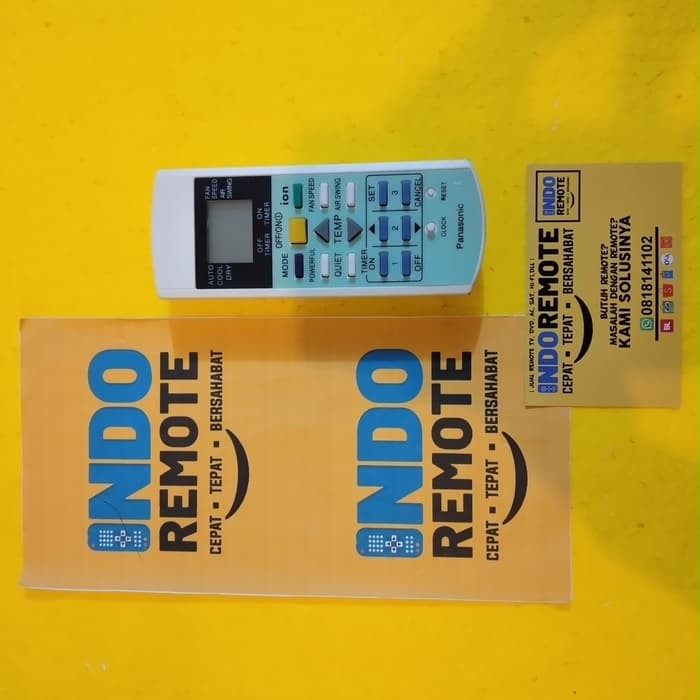 AUTO
COOL
DRY
FAN
SPEED
AIR
SWING
OFF
TIMER
ON
TIMER
MODE
OFF/ON
ion
POWERFUL
FAN SPEED
QUIET
TEMP
AIR SWING
TIMER
ON
SET
1
2
3
OFF
CANCEL
CLOCK
RESET
Panasonic
INDO
REMOTE
CEPAT ▪ TEPAT ▪ BERSAHABAT
INDO
REMOTE
CEPAT ▪ TEPAT ▪ BERSAHABAT
INDO
REMOTE
INDOREMOTE
CEPAT ▪ TEPAT ▪ BERSAHABAT
BUTUH REMOTE?
MASALAH DENGAN REMOTE?
KAMI SOLUSINYA
0818141102
BL